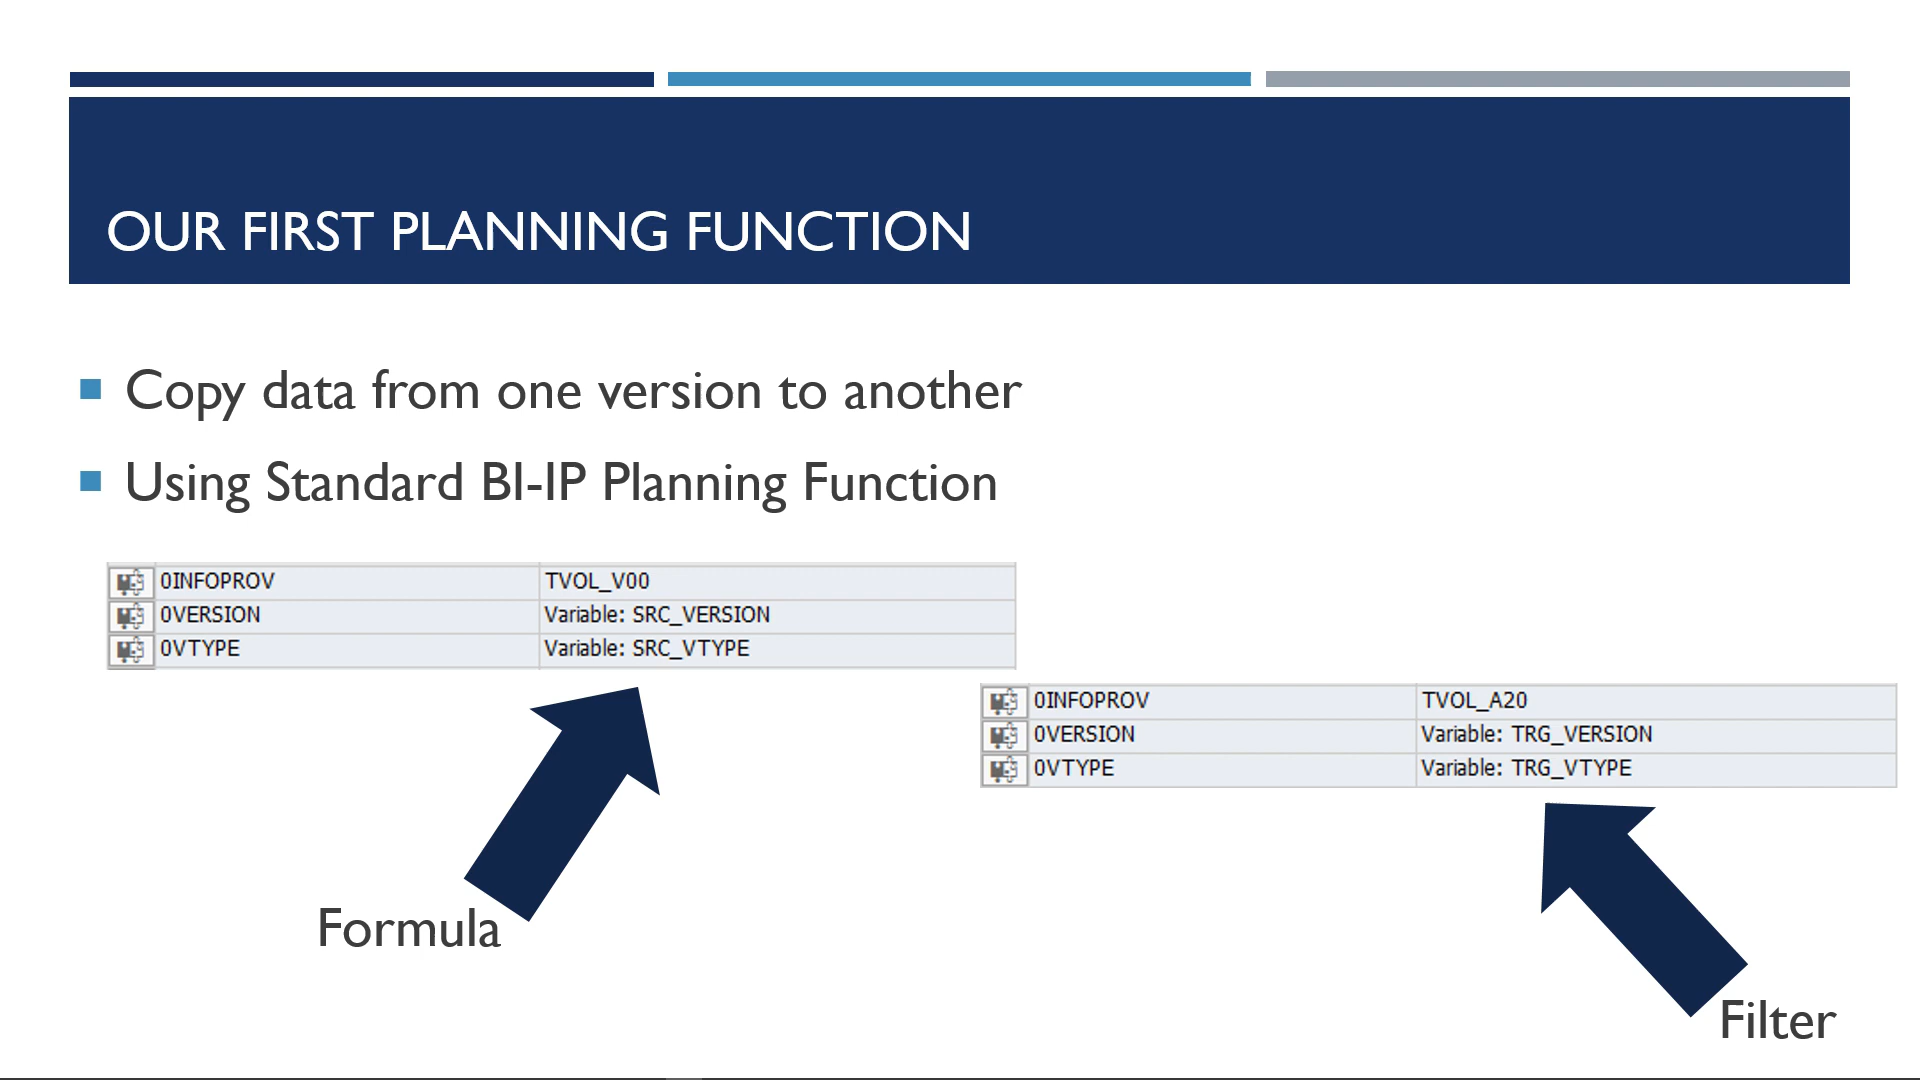 OUR FIRST PLANNING FUNCTION
Copy data from one version to another
Using Standard BI-IP Planning Function
0INFOPROV TVOL_V00
0VERSION Variable: SRC_VERSION
0VTYPE Variable: SRC_VTYPE
0INFOPROV TVOL_A20
0VERSION Variable: TRG_VERSION
0VTYPE Variable: TRG_VTYPE
Formula
Filter